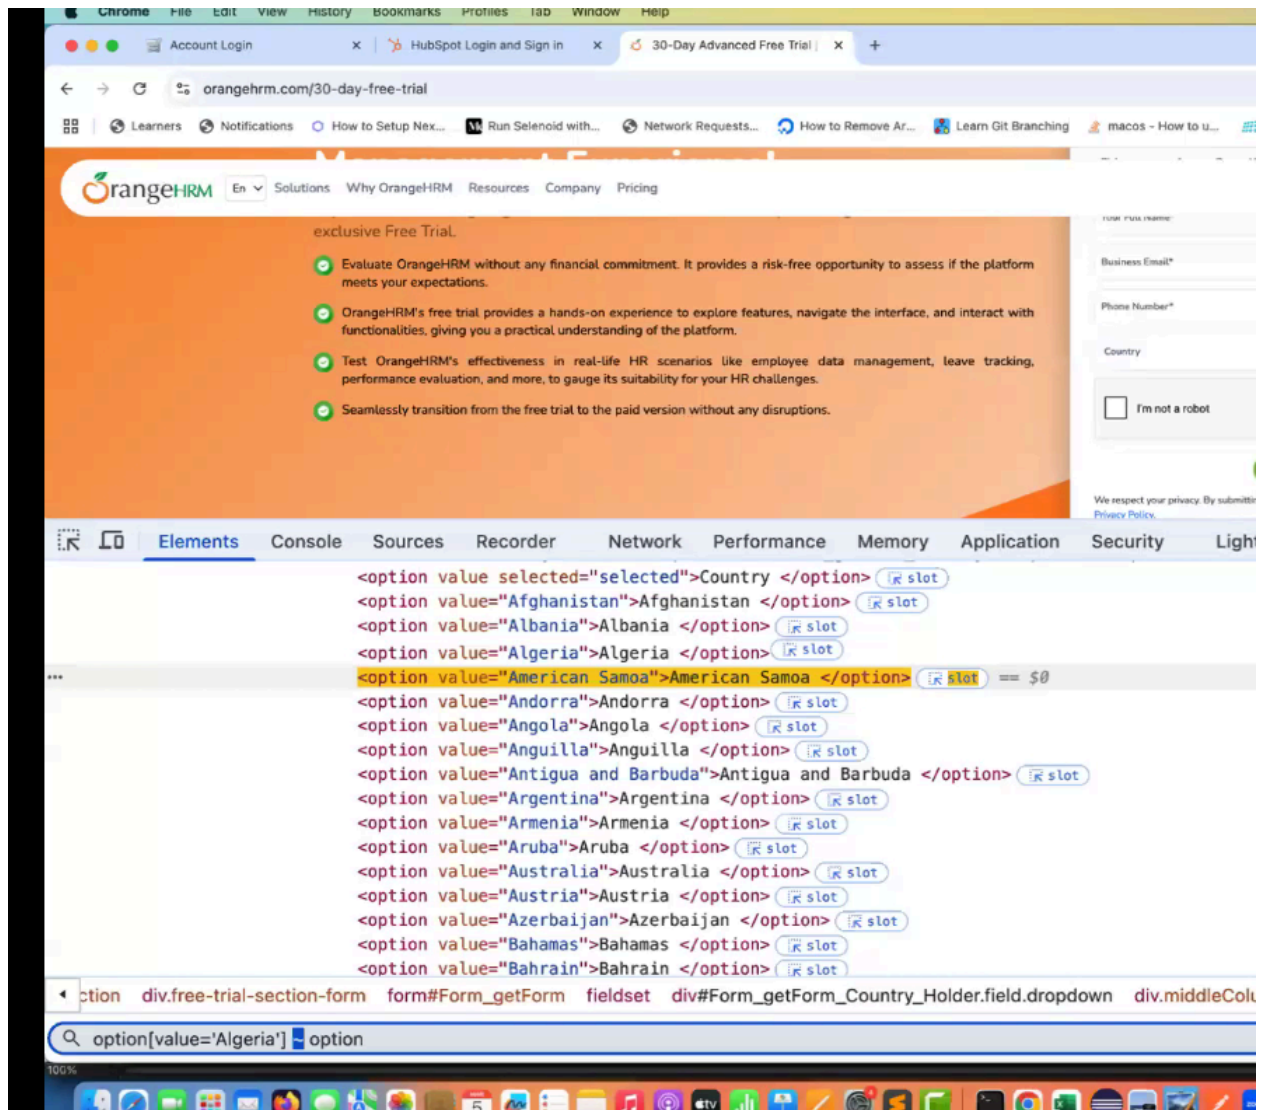 Chrome File Edit View History Bookmarks Profiles Tab Window Help
Account Login × HubSpot Login and Sign in × 30-Day Advanced Free Trial | × +
orangehrm.com/30-day-free-trial
Learners Notifications How to Setup Nex... Run Selenoid with... Network Requests... How to Remove Ar... Learn Git Branching macos - How to u...
OrangeHRM En Solutions Why OrangeHRM Resources Company Pricing
exclusive Free Trial.
Your Full Name*
Evaluate OrangeHRM without any financial commitment. It provides a risk-free opportunity to assess if the platform
meets your expectations.
Business Email*
OrangeHRM's free trial provides a hands-on experience to explore features, navigate the interface, and interact with
functionalities, giving you a practical understanding of the platform.
Phone Number*
Test OrangeHRM's effectiveness in real-life HR scenarios like employee data management, leave tracking,
performance evaluation, and more, to gauge its suitability for your HR challenges.
Country
Seamlessly transition from the free trial to the paid version without any disruptions.
I'm not a robot
We respect your privacy. By submittin
Privacy Policy.
Elements Console Sources Recorder Network Performance Memory Application Security Light
<option value selected="selected">Country </option> slot
<option value="Afghanistan">Afghanistan </option> slot
<option value="Albania">Albania </option> slot
<option value="Algeria">Algeria </option> slot
... <option value="American Samoa">American Samoa </option> slot == $0
<option value="Andorra">Andorra </option> slot
<option value="Angola">Angola </option> slot
<option value="Anguilla">Anguilla </option> slot
<option value="Antigua and Barbuda">Antigua and Barbuda </option> slot
<option value="Argentina">Argentina </option> slot
<option value="Armenia">Armenia </option> slot
<option value="Aruba">Aruba </option> slot
<option value="Australia">Australia </option> slot
<option value="Austria">Austria </option> slot
<option value="Azerbaijan">Azerbaijan </option> slot
<option value="Bahamas">Bahamas </option> slot
<option value="Bahrain">Bahrain </option> slot
ction div.free-trial-section-form form#Form_getForm fieldset div#Form_getForm_Country_Holder.field.dropdown div.middleColu
option[value='Algeria'] ~ option
100%
5 tv